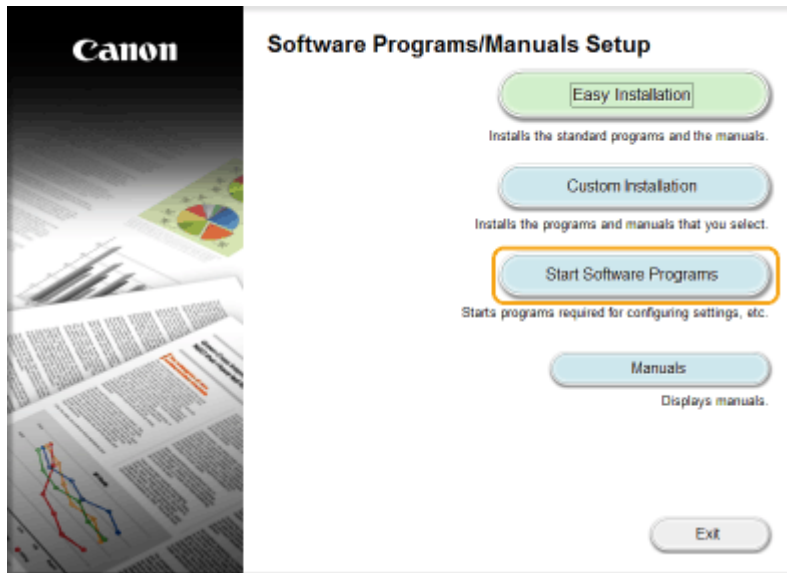 Canon
Software Programs/Manuals Setup
Easy Installation
Installs the standard programs and the manuals.
Custom Installation
Installs the programs and manuals that you select.
Start Software Programs
Starts programs required for configuring settings, etc.
Manuals
Displays manuals.
Exit